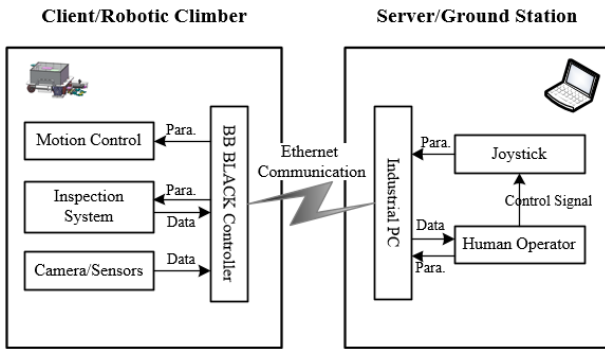 Client/Robotic Climber
Server/Ground Station
Para.
Motion Control
BB BLACK Controller
Para.
Inspection
System
Data
Data
Camera/Sensors
Ethernet
Communication
Industrial PC
Para.
Joystick
Control Signal
Data
Human Operator
Para.